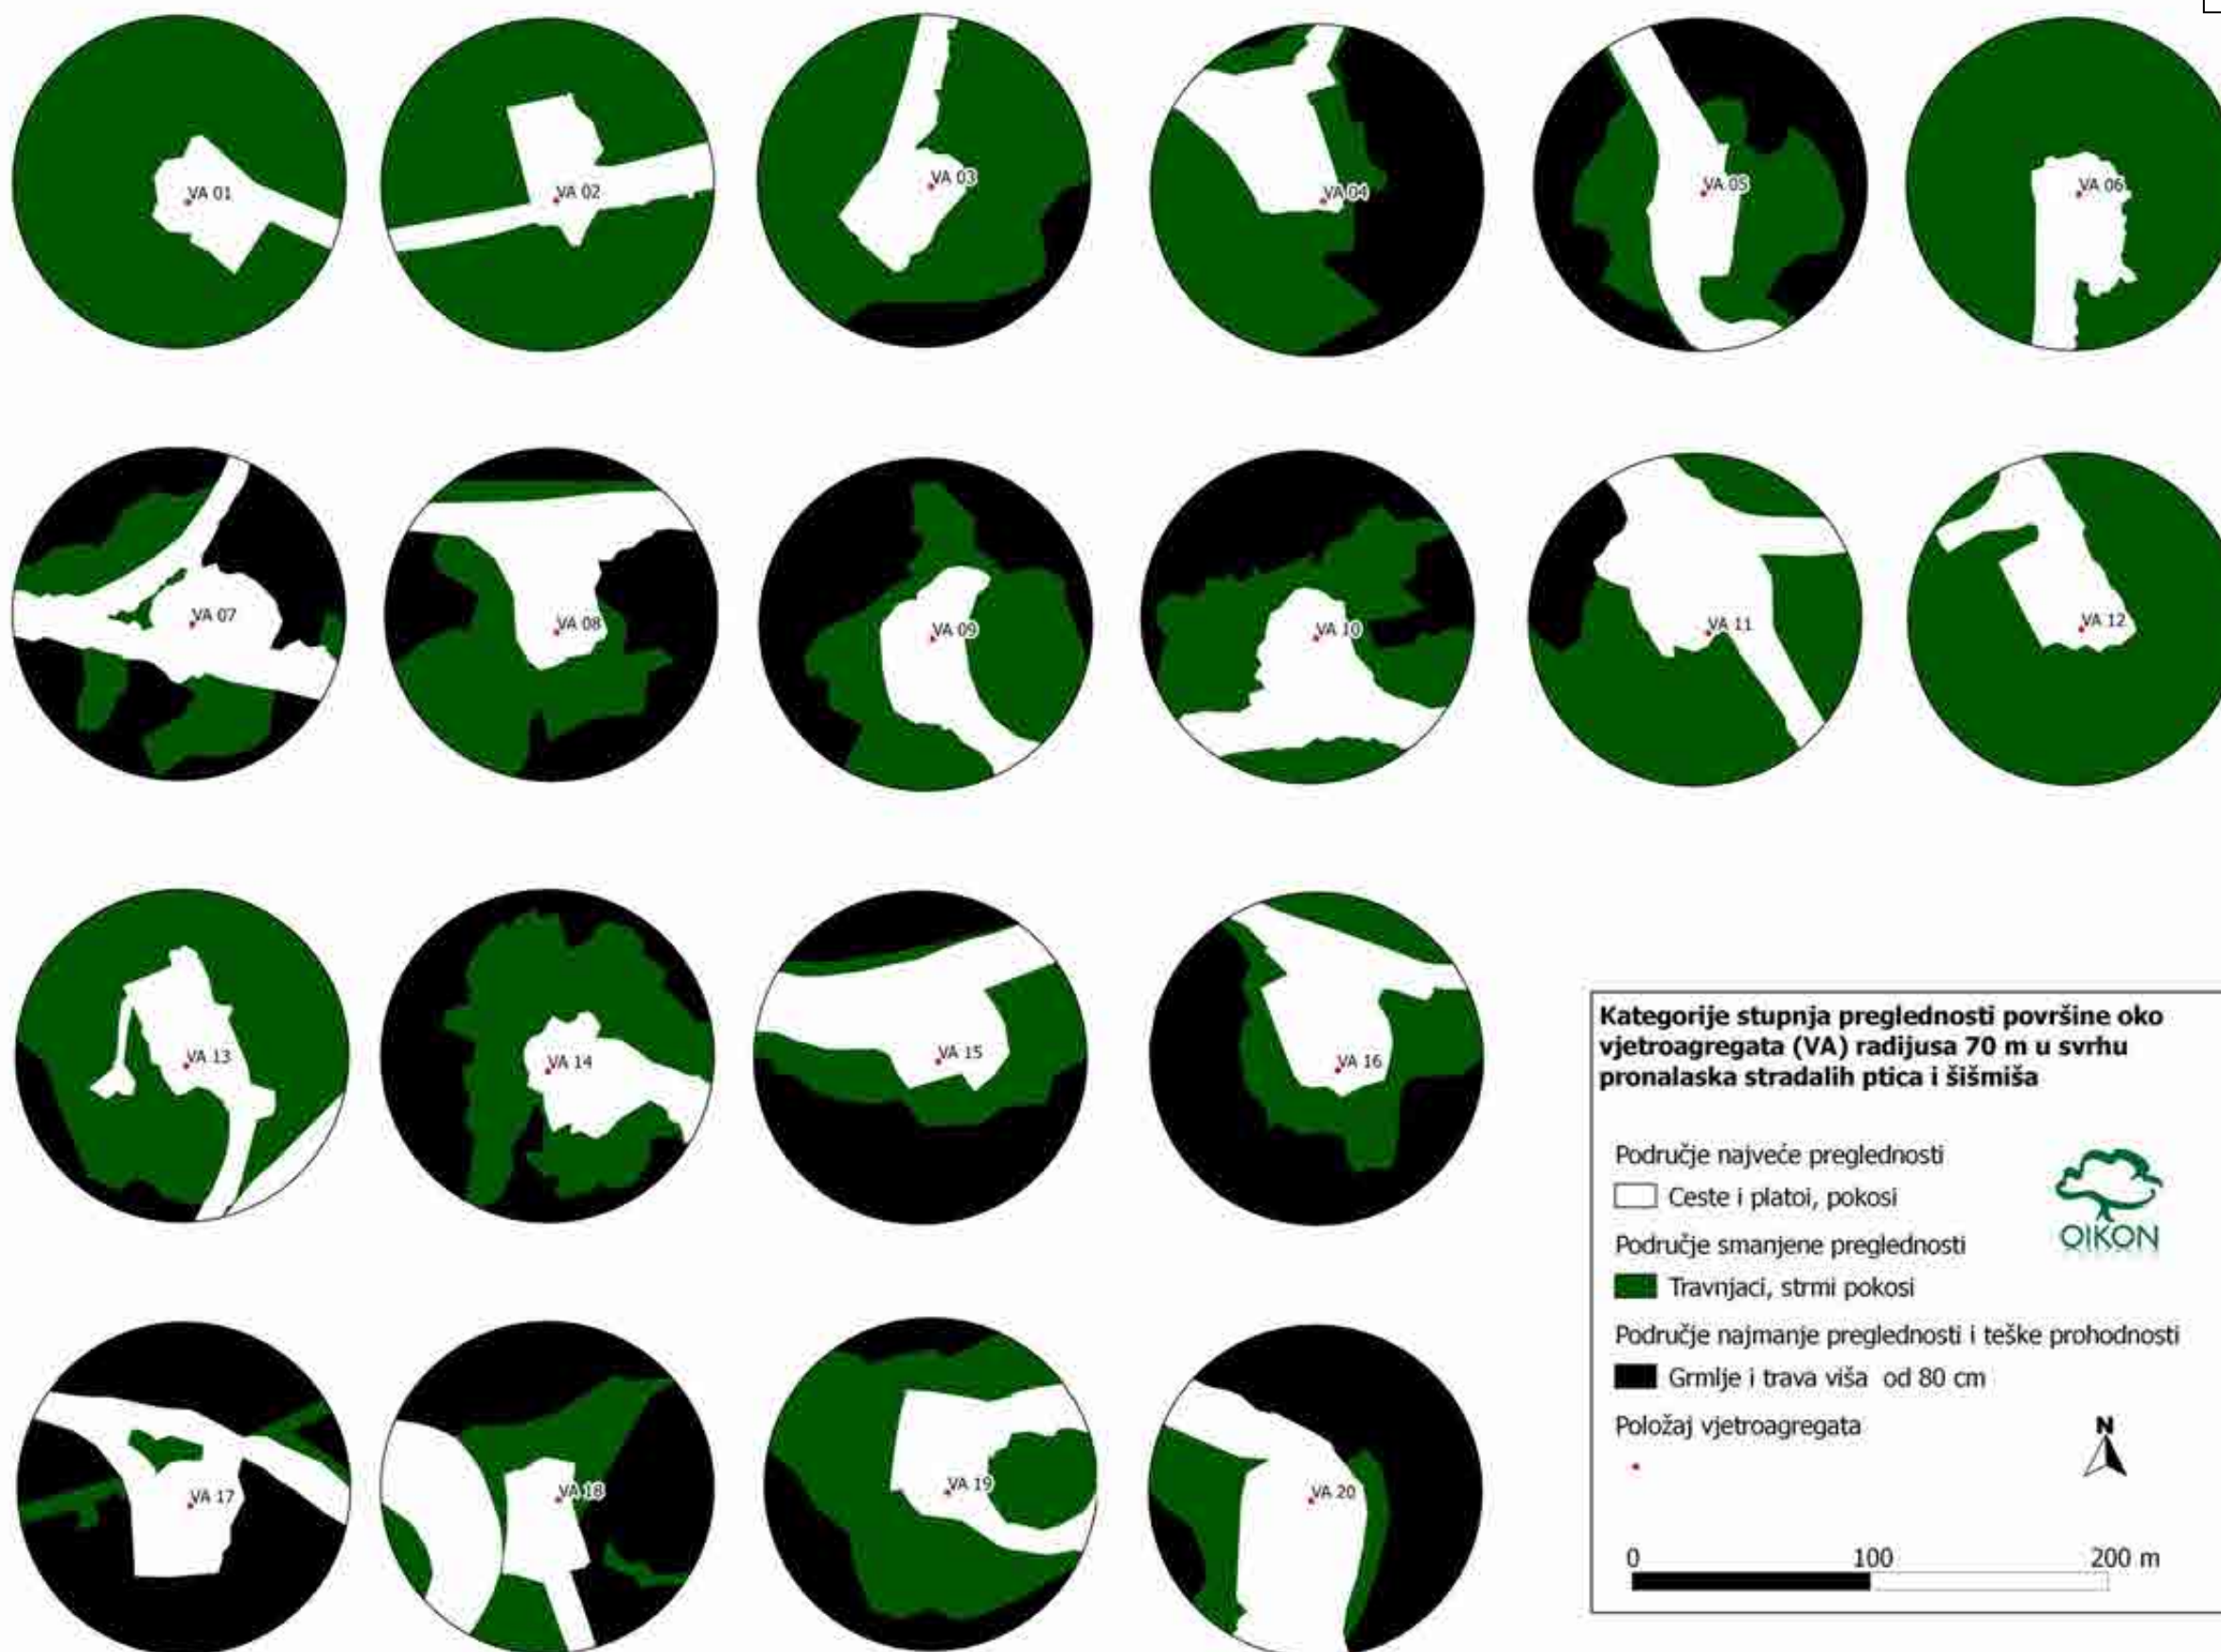 VA 01
VA 02
VA 03
VA 04
VA 05
VA 06
VA 07
VA 08
VA 09
VA 10
VA 11
VA 12
VA 13
VA 14
VA 15
VA 16
VA 17
VA 18
VA 19
VA 20
Kategorije stupnja preglednosti površine oko
vjetroagregata (VA) radijusa 70 m u svrhu
pronalaska stradalih ptica i šišmiša
Područje najveće preglednosti
Ceste i platoi, pokosi
Područje smanjene preglednosti
Travnjaci, strmi pokosi
Područje najmanje preglednosti i teške prohodnosti
Grmlje i trava viša od 80 cm
Položaj vjetroagregata
OIKON
N
0 100 200 m